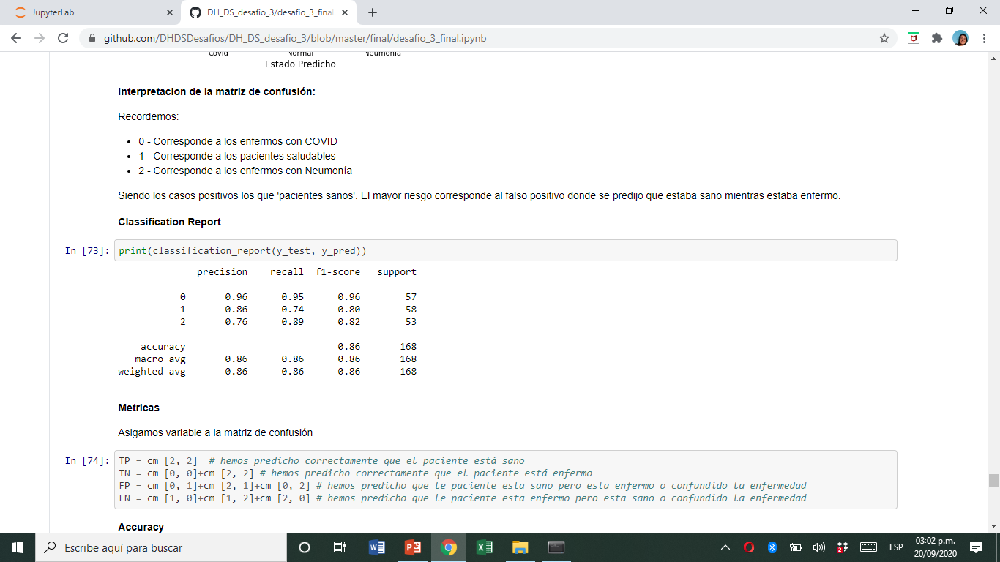 JupyterLab
DH_DS_desafio_3/desafio_3_final.
github.com/DHDSDesafios/DH_DS_desafio_3/blob/master/final/desafio_3_final.ipynb
Covid Normal Neumonía
Estado Predicho
Interpretacion de la matriz de confusión:
Recordemos:
• 0 - Corresponde a los enfermos con COVID
• 1 - Corresponde a los pacientes saludables
• 2 - Corresponde a los enfermos con Neumonía
Siendo los casos positivos los que 'pacientes sanos'. El mayor riesgo corresponde al falso positivo donde se predijo que estaba sano mientras estaba enfermo.
Classification Report
In [73]: print(classification_report(y_test, y_pred))
precision recall f1-score support
0 0.96 0.95 0.96 57
1 0.86 0.74 0.80 58
2 0.76 0.89 0.82 53
accuracy 0.86 168
macro avg 0.86 0.86 0.86 168
weighted avg 0.86 0.86 0.86 168
Metricas
Asigamos variable a la matriz de confusión
In [74]: TP = cm [2, 2] # hemos predicho correctamente que el paciente está sano
TN = cm [0, 0]+cm [2, 2] # hemos predicho correctamente que el paciente está enfermo
FP = cm [0, 1]+cm [2, 1]+cm [0, 2] # hemos predicho que le paciente esta sano pero esta enfermo o confundido la enfermedad
FN = cm [1, 0]+cm [1, 2]+cm [2, 0] # hemos predicho que le paciente esta enfermo pero esta sano o confundido la enfermedad
Accuracy
Escribe aquí para buscar
ESP
03:02 p.m.
20/09/2020